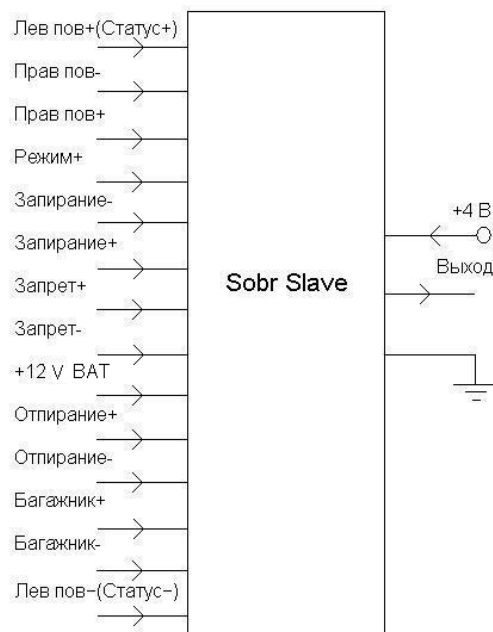 Лев пов+(Статус+)
Прав пов-
Прав пов+
Режим+
Запирание-
Запирание+
Запрет+
Запрет-
+12 V BAT
Отпирание+
Отпирание-
Багажник+
Багажник-
Лев пов-(Статус-)
Sobr Slave
+4 В
Выход